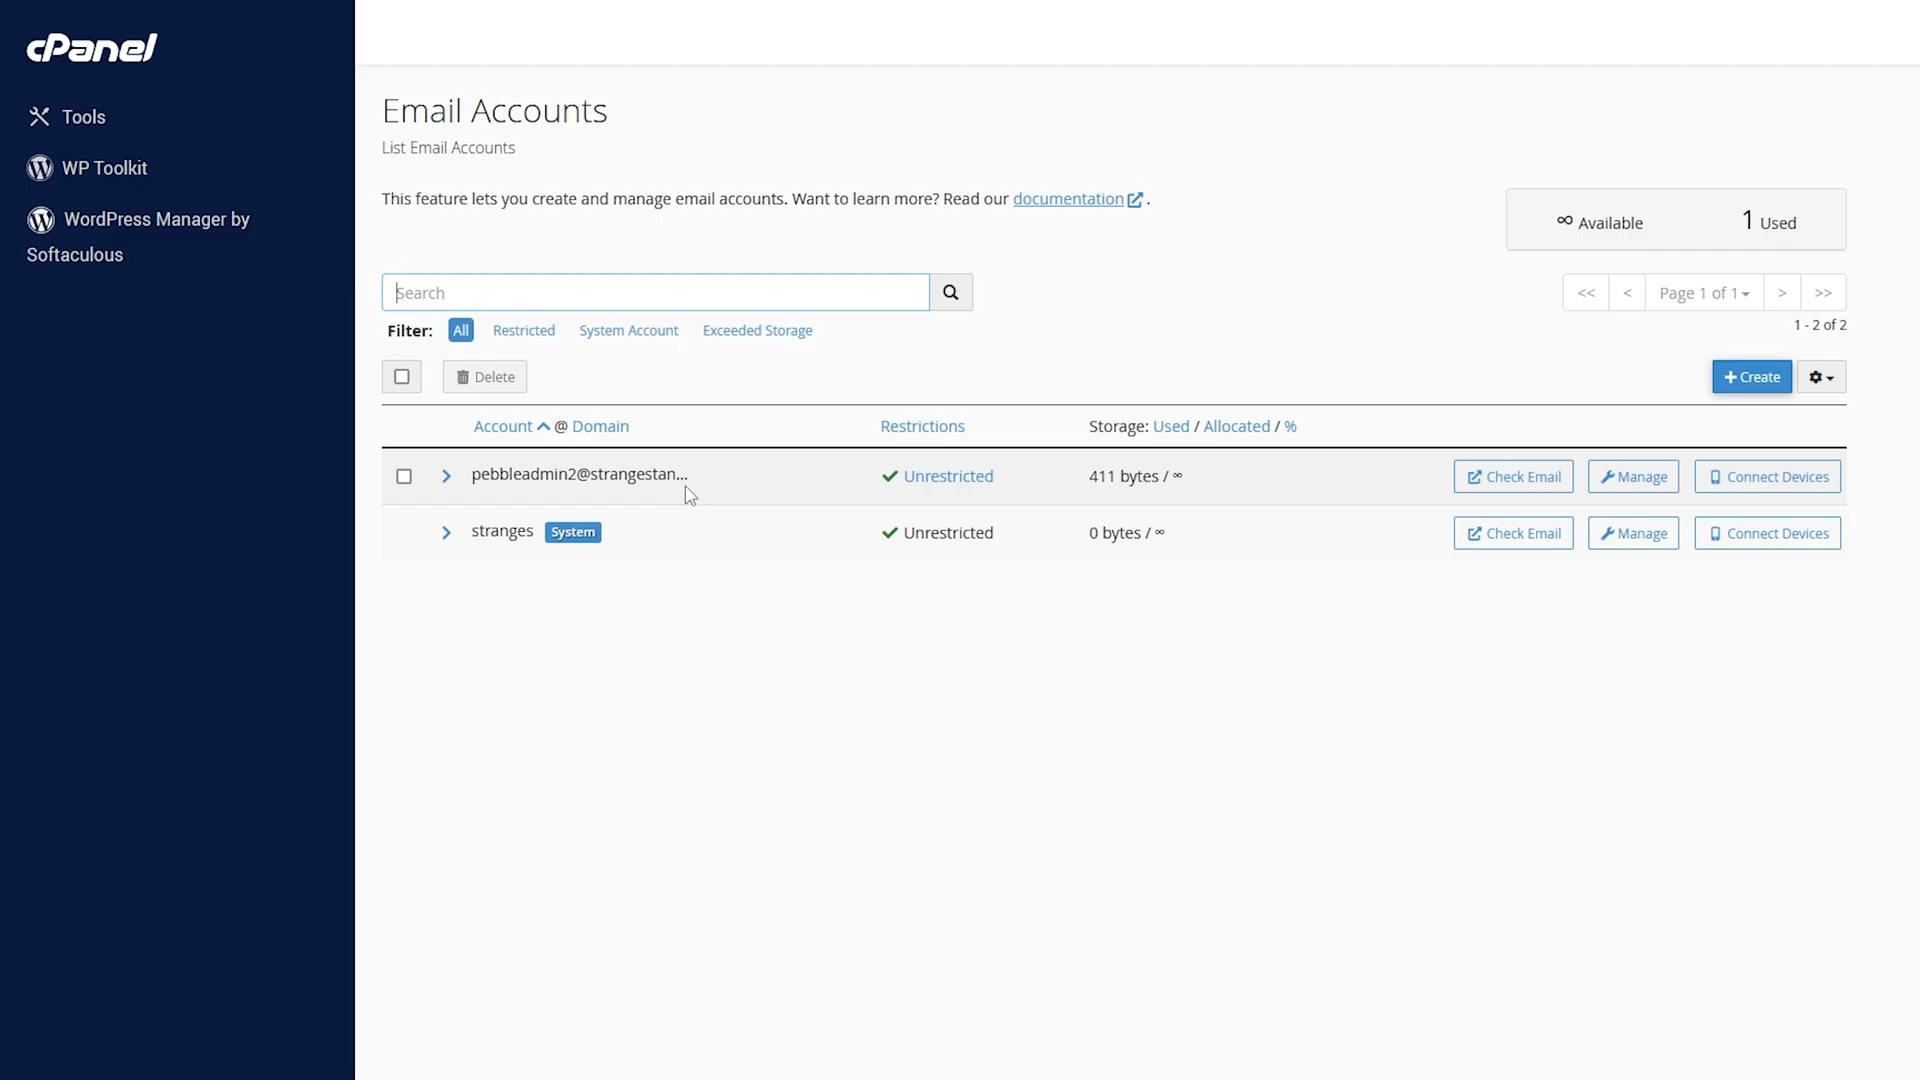 cPanel
Tools
WP Toolkit
WordPress Manager by
Softaculous
Email Accounts
List Email Accounts
This feature lets you create and manage email accounts. Want to learn more? Read our documentation .
∞ Available 1 Used
Search
<< < Page 1 of 1 > >>
Filter: All Restricted System Account Exceeded Storage
1 - 2 of 2
Delete
+ Create
Account @ Domain Restrictions Storage: Used / Allocated / %
pebbleadmin2@strangestan... Unrestricted 411 bytes / ∞ Check Email Manage Connect Devices
stranges System Unrestricted 0 bytes / ∞ Check Email Manage Connect Devices